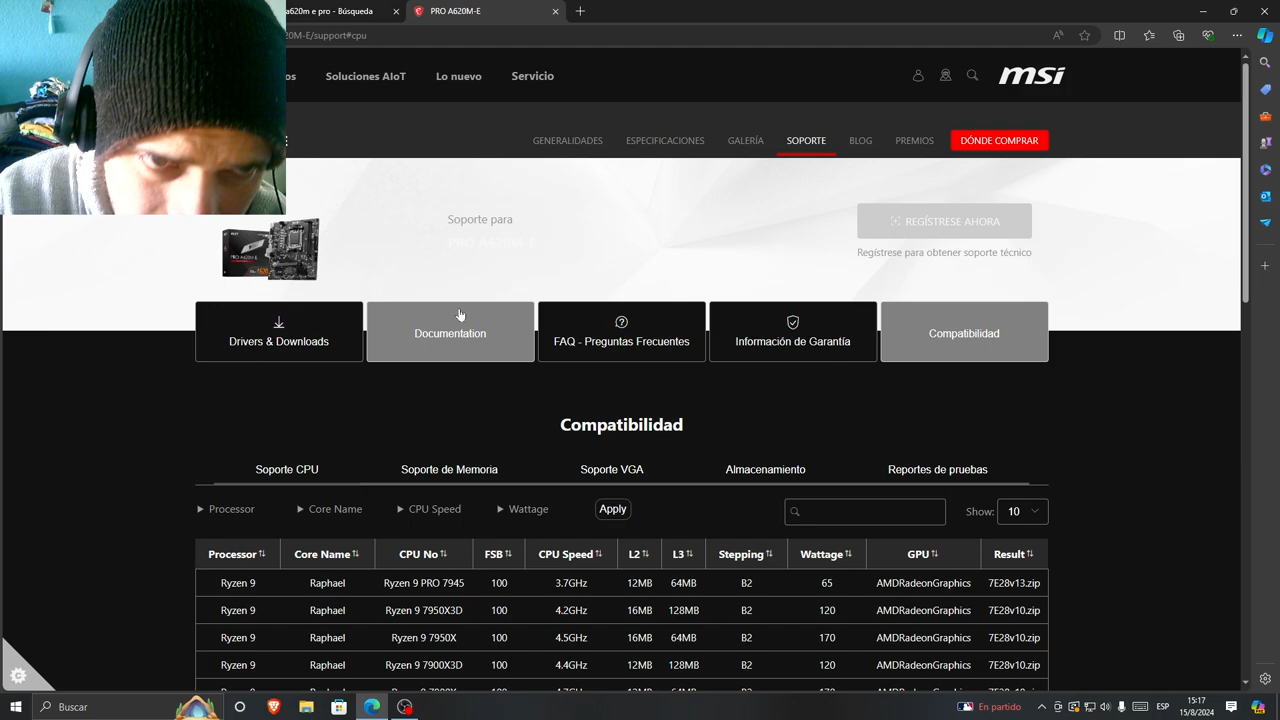 a620 m e pro - Búsqueda
PRO A620M-E
20M-E/support#cpu
os
Soluciones AIoT
Lo nuevo
Servicio
msi
GENERALIDADES
ESPECIFICACIONES
GALERÍA
SOPORTE
BLOG
PREMIOS
DÓNDE COMPRAR
Soporte para
PRO A620M-E
REGÍSTRESE AHORA
Regístrese para obtener soporte técnico
Drivers & Downloads
Documentation
FAQ - Preguntas Frecuentes
Información de Garantía
Compatibilidad
Compatibilidad
Soporte CPU
Soporte de Memoria
Soporte VGA
Almacenamiento
Reportes de pruebas
Processor
Core Name
CPU Speed
Wattage
Apply
Show: 10
Processor Core Name CPU No FSB CPU Speed L2 L3 Stepping Wattage GPU Result
Ryzen 9 Raphael Ryzen 9 PRO 7945 100 3.7GHz 12MB 64MB B2 65 AMDRadeonGraphics 7E28v13.zip
Ryzen 9 Raphael Ryzen 9 7950X3D 100 4.2GHz 16MB 128MB B2 120 AMDRadeonGraphics 7E28v10.zip
Ryzen 9 Raphael Ryzen 9 7950X 100 4.5GHz 16MB 64MB B2 170 AMDRadeonGraphics 7E28v10.zip
Ryzen 9 Raphael Ryzen 9 7900X3D 100 4.4GHz 12MB 128MB B2 120 AMDRadeonGraphics 7E28v10.zip
Buscar
En partido
ESP
15:17
15/8/2024